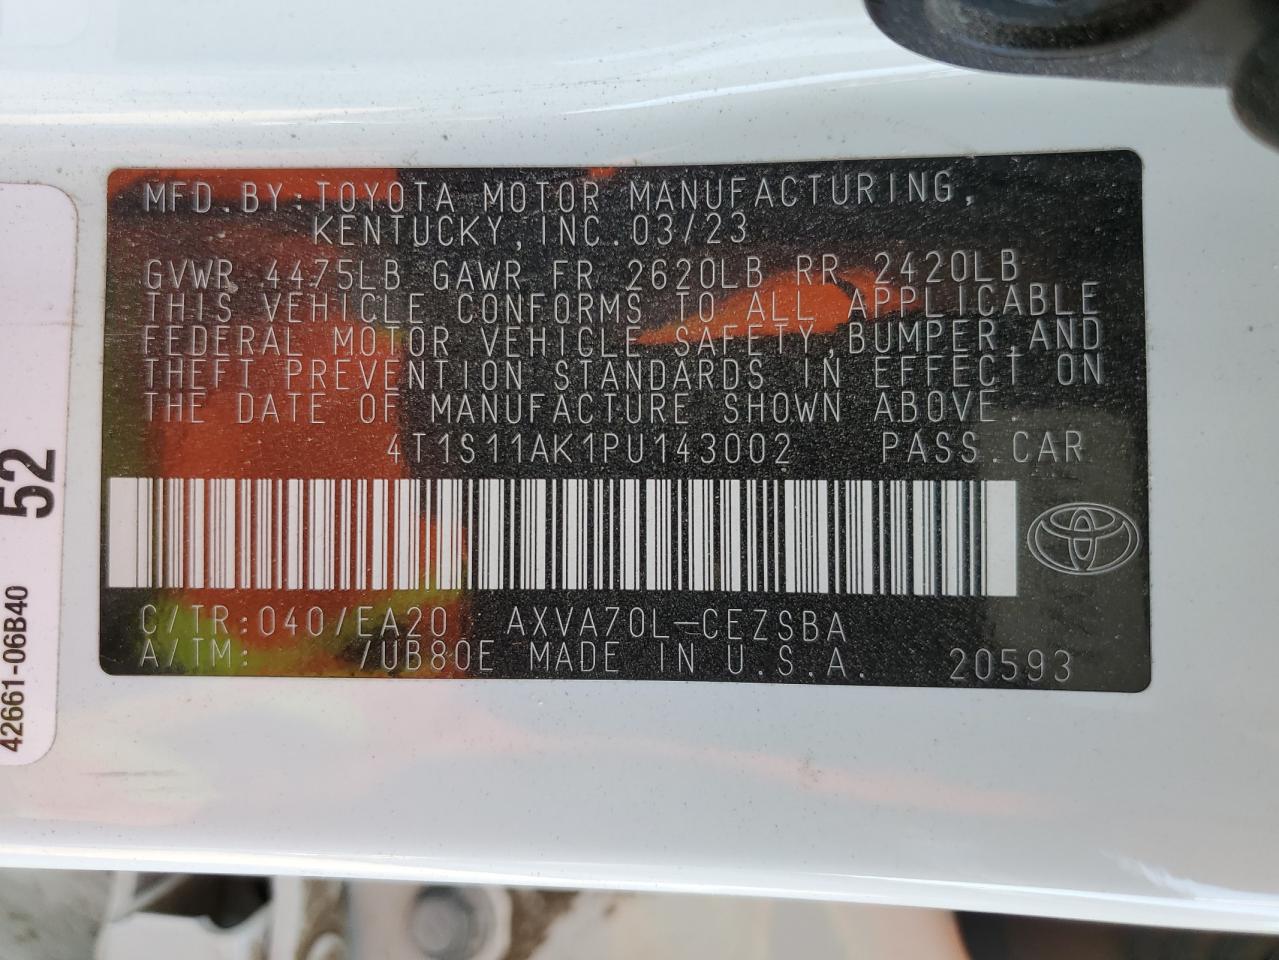 MFD.BY:TOYOTA MOTOR MANUFACTURING,
KENTUCKY,INC.03/23
GVWR 4475LB GAWR FR 2620LB RR 2420LB
THIS VEHICLE CONFORMS TO ALL APPLICABLE
FEDERAL MOTOR VEHICLE SAFETY,BUMPER,AND
THEFT PREVENTION STANDARDS IN EFFECT ON
THE DATE OF MANUFACTURE SHOWN ABOVE.
4T1S11AK1PU143002 PASS.CAR
C/TR:040/EA20 AXVA70L-CEZSBA
A/TM: /UB80E MADE IN U.S.A. 20593
52
42661-06B40